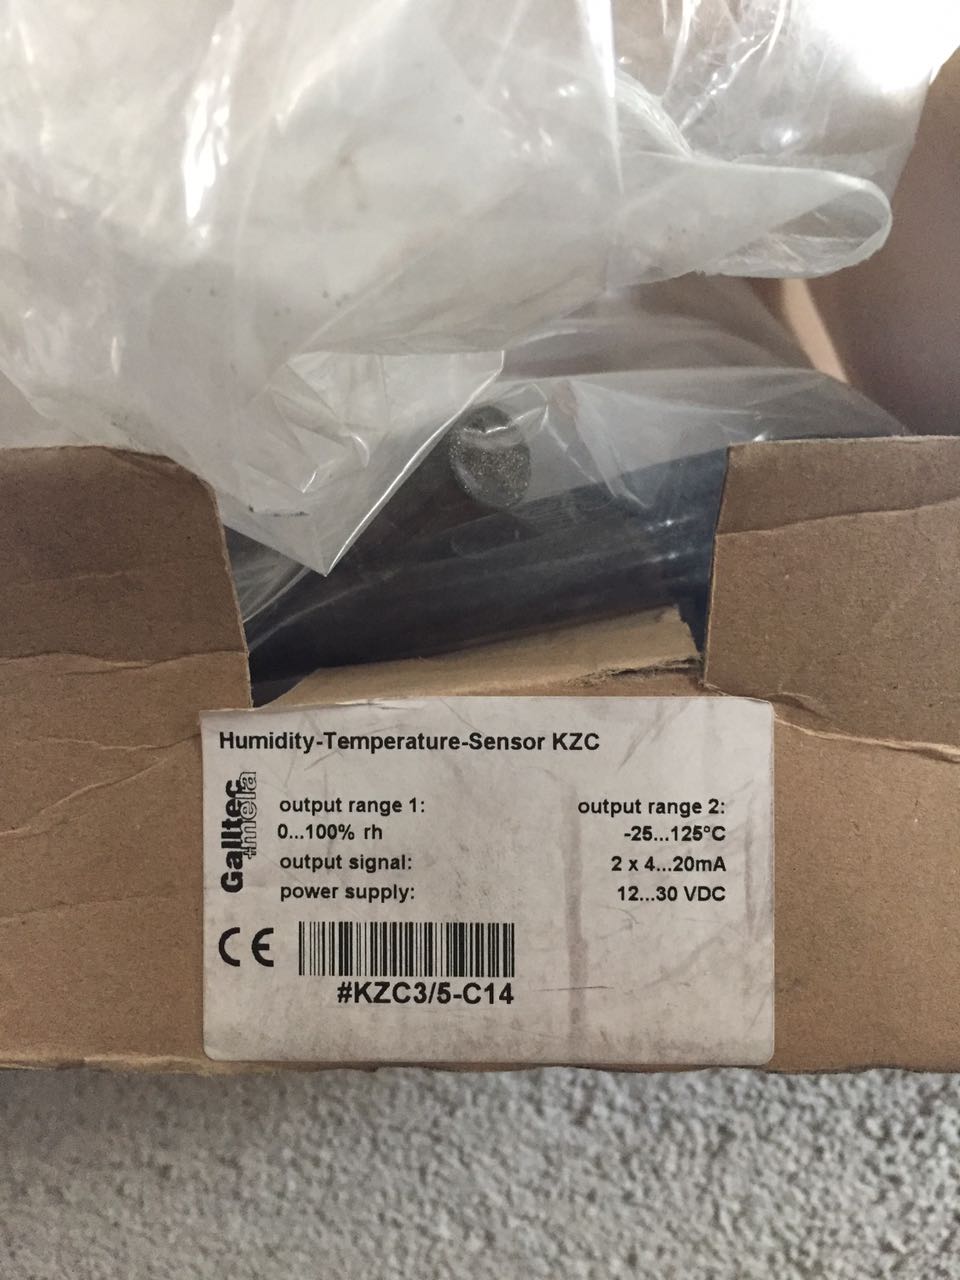 Humidity-Temperature-Sensor KZC
Galltec
+mela
output range 1: output range 2:
0...100% rh -25...125°C
output signal: 2 x 4...20mA
power supply: 12...30 VDC
CE
#KZC3/5-C14